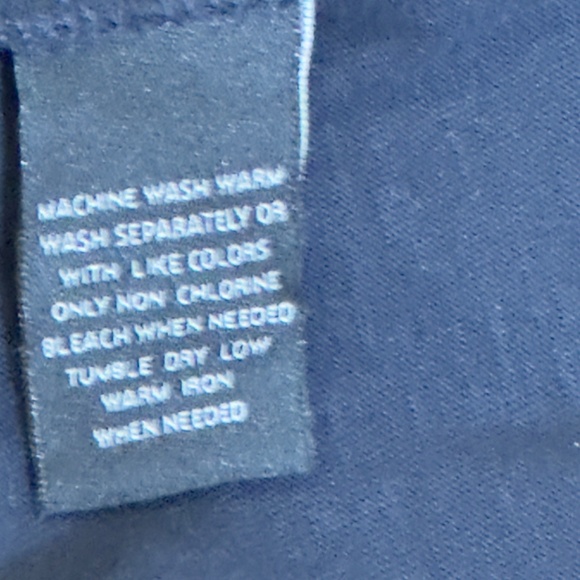 MACHINE WASH WARM
WASH SEPARATELY OR
WITH LIKE COLORS
ONLY NON CHLORINE
BLEACH WHEN NEEDED
TUMBLE DRY LOW
WARM IRON
WHEN NEEDED